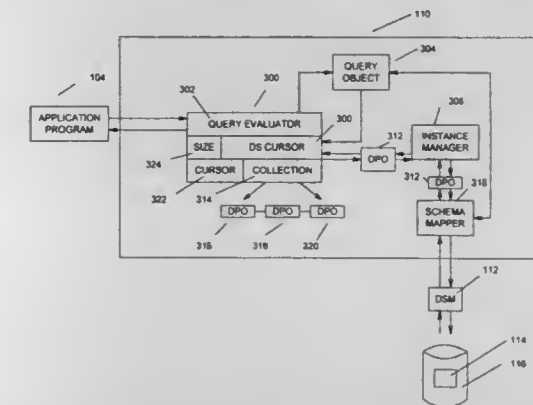 110
104
302
300
304
QUERY
OBJECT
APPLICATION
PROGRAM
QUERY EVALUATOR
300
308
SIZE
DS CURSOR
312
DPO
INSTANCE
MANAGER
324
CURSOR
COLLECTION
322
314
312
DPO
318
SCHEMA
MAPPER
DPO
DPO
DPO
316
318
320
112
DSM
114
116